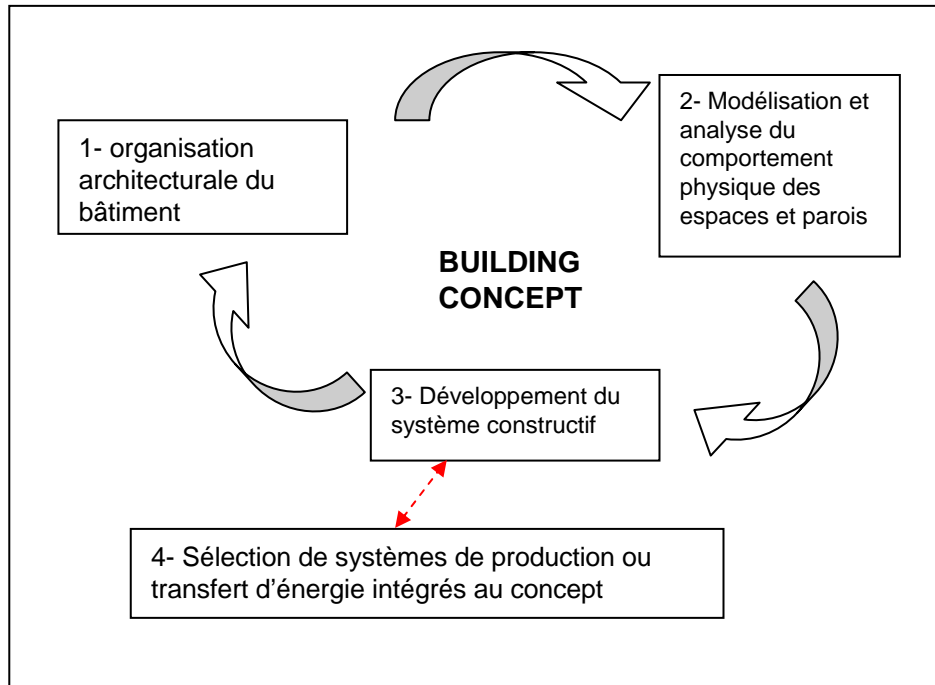 1- organisation
architecturale du
bâtiment
2- Modélisation et
analyse du
comportement
physique des
espaces et parois
BUILDING
CONCEPT
3- Développement du
système constructif
4- Sélection de systèmes de production ou
transfert d’énergie intégrés au concept